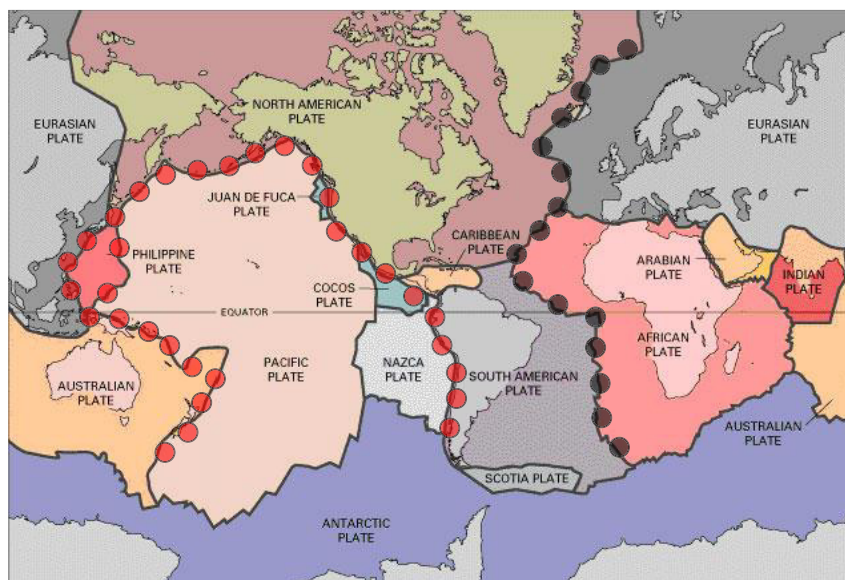 NORTH AMERICAN
PLATE
EURASIAN
PLATE
EURASIAN
PLATE
JUAN DE FUCA
PLATE
CARIBBEAN
PLATE
PHILIPPINE
PLATE
ARABIAN
PLATE
INDIAN
PLATE
COCOS
PLATE
EQUATOR
AFRICAN
PLATE
PACIFIC
PLATE
NAZCA
PLATE
SOUTH AMERICAN
PLATE
AUSTRALIAN
PLATE
AUSTRALIAN
PLATE
SCOTIA PLATE
ANTARCTIC
PLATE